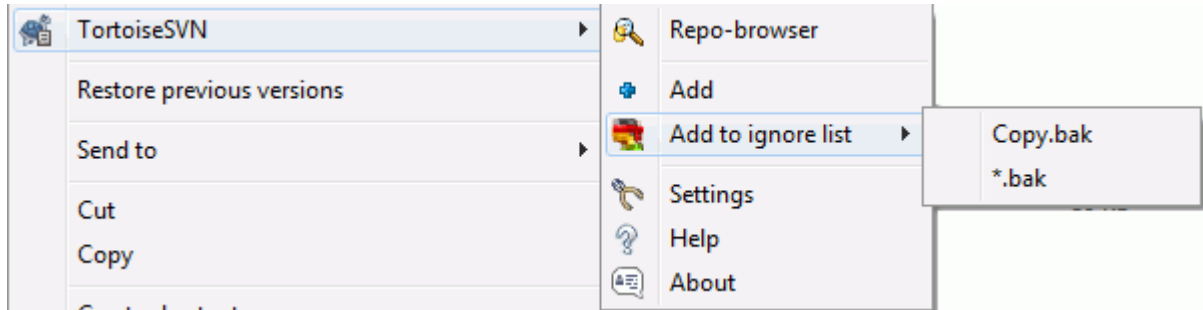 TortoiseSVN
Restore previous versions
Send to
Cut
Copy
Repo-browser
Add
Add to ignore list
Settings
Help
About
Copy.bak
*.bak